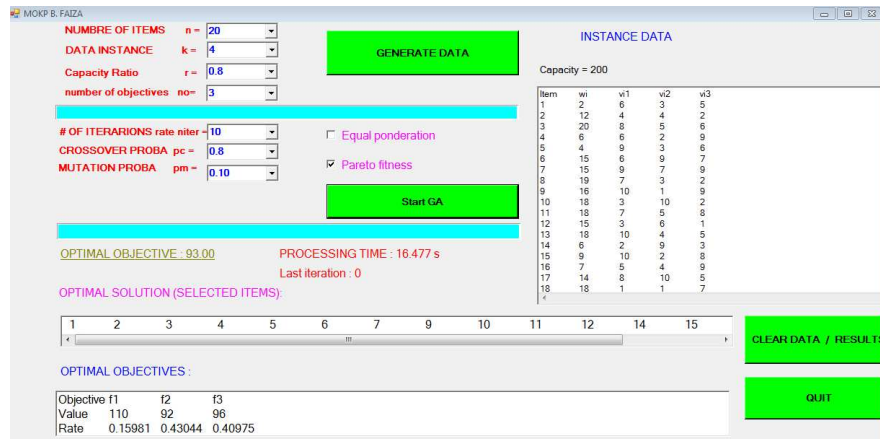 MOKP B. FAIZA
NUMBRE OF ITEMS n = 20
DATA INSTANCE k = 4
Capacity Ratio r = 0.8
number of objectives no= 3
GENERATE DATA
# OF ITERARIONS rate niter = 10
CROSSOVER PROBA pc = 0.8
MUTATION PROBA pm = 0.10
Equal ponderation
Pareto fitness
Start GA
INSTANCE DATA
Capacity = 200
Item wi vi1 vi2 vi3
1 2 6 3 5
2 12 4 4 2
3 20 8 5 6
4 6 6 2 9
5 4 9 3 6
6 15 6 9 7
7 15 9 7 9
8 19 7 3 2
9 16 10 1 9
10 18 3 10 2
11 18 7 5 8
12 15 3 6 1
13 18 10 4 5
14 6 2 9 3
15 9 10 2 8
16 7 5 4 9
17 14 8 10 5
18 18 1 1 7
OPTIMAL OBJECTIVE : 93.00
PROCESSING TIME : 16.477 s
Last iteration : 0
OPTIMAL SOLUTION (SELECTED ITEMS):
1 2 3 4 5 6 7 9 10 11 12 14 15
CLEAR DATA / RESULTS
OPTIMAL OBJECTIVES :
Objective f1 f2 f3
Value 110 92 96
Rate 0.15981 0.43044 0.40975
QUIT